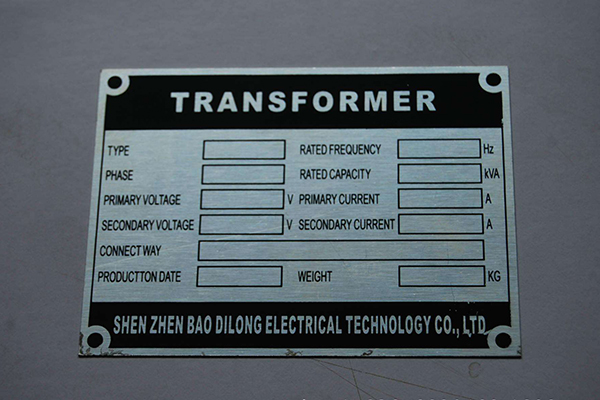 TRANSFORMER
TYPE RATED FREQUENCY Hz
PHASE RATED CAPACITY kVA
PRIMARY VOLTAGE V PRIMARY CURRENT A
SECONDARY VOLTAGE V SECONDARY CURRENT A
CONNECT WAY
PRODUCTTON DATE WEIGHT KG
SHEN ZHEN BAO DILONG ELECTRICAL TECHNOLOGY CO., LTD